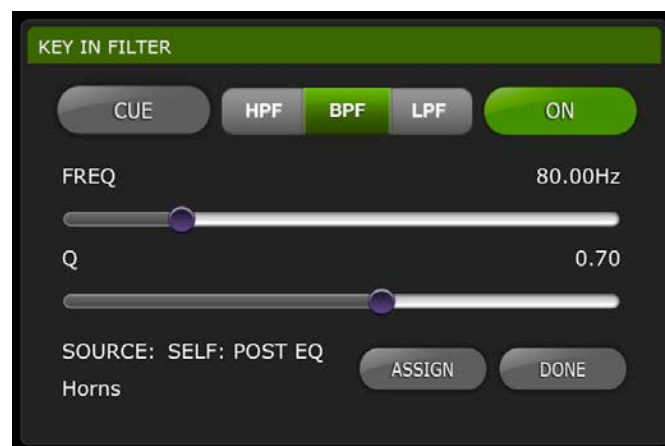 KEY IN FILTER
CUE HPF BPF LPF ON
FREQ 80.00Hz
Q 0.70
SOURCE: SELF: POST EQ
Horns
ASSIGN DONE